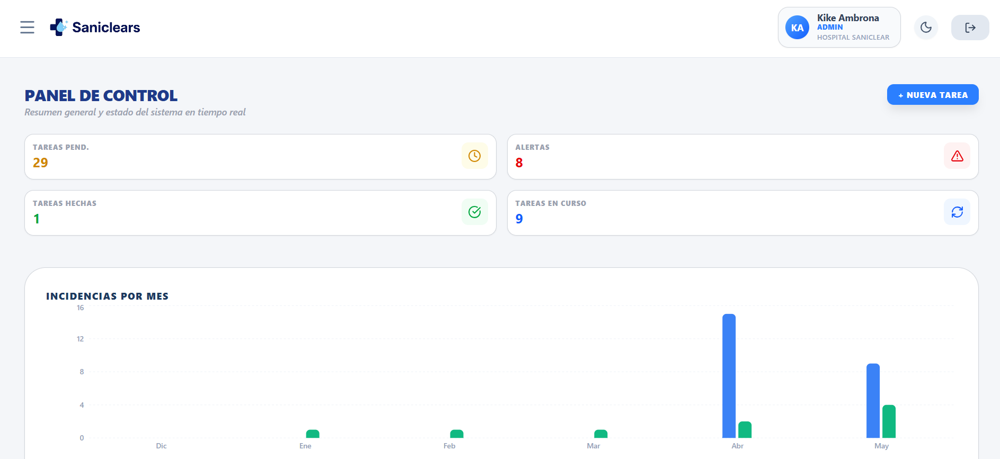 Saniclears
KA
Kike Ambrona
ADMIN
HOSPITAL SANICLEAR
PANEL DE CONTROL
Resumen general y estado del sistema en tiempo real
+ NUEVA TAREA
TAREAS PEND.
29
ALERTAS
8
TAREAS HECHAS
1
TAREAS EN CURSO
9
INCIDENCIAS POR MES
16
12
8
4
0
Dic Ene Feb Mar Abr May